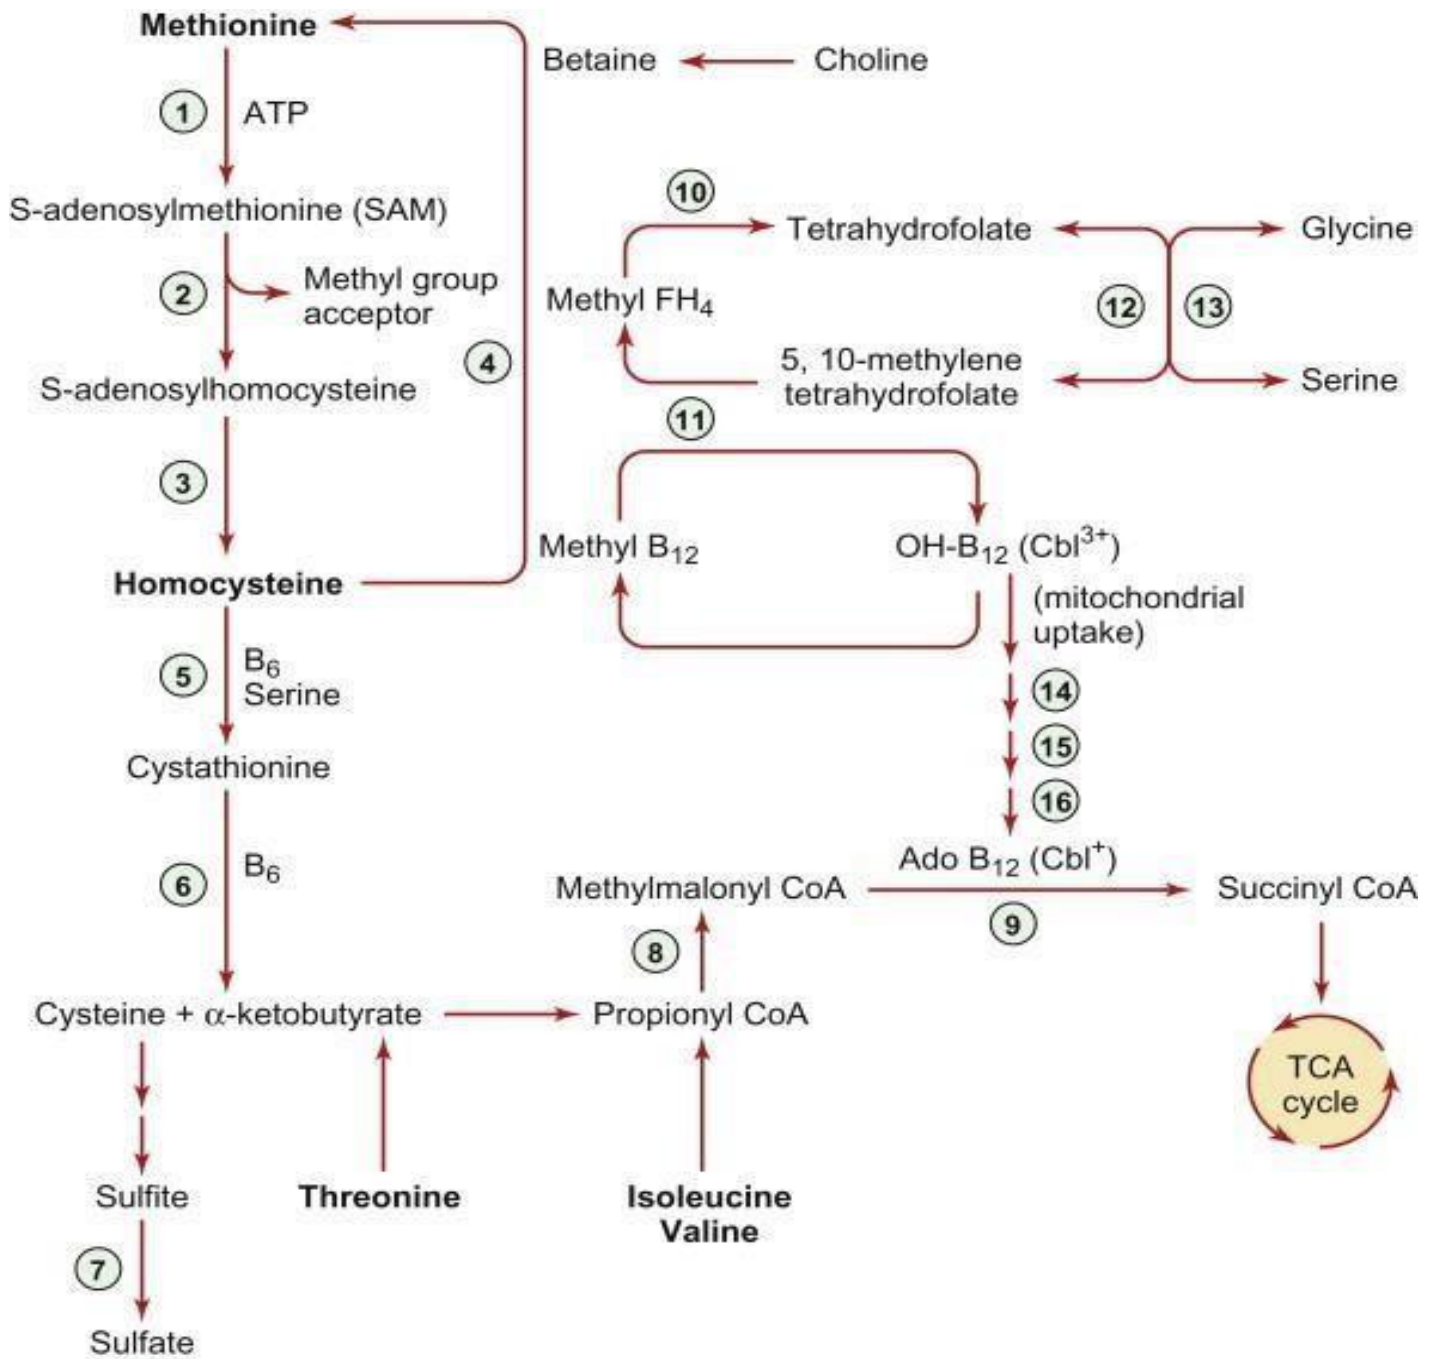 Methionine
Betaine
Choline
1
ATP
10
S-adenosylmethionine (SAM)
Tetrahydrofolate
Glycine
2
Methyl group
acceptor
Methyl FH4
12
13
4
5, 10-methylene
tetrahydrofolate
Serine
S-adenosylhomocysteine
11
3
Methyl B12
OH-B12 (Cbl3+)
Homocysteine
(mitochondrial
uptake)
5
B6
Serine
14
15
Cystathionine
16
6
B6
Ado B12 (Cbl+)
Methylmalonyl CoA
Succinyl CoA
9
8
Cysteine + α-ketobutyrate
Propionyl CoA
TCA
cycle
Sulfite
Threonine
Isoleucine
Valine
7
Sulfate